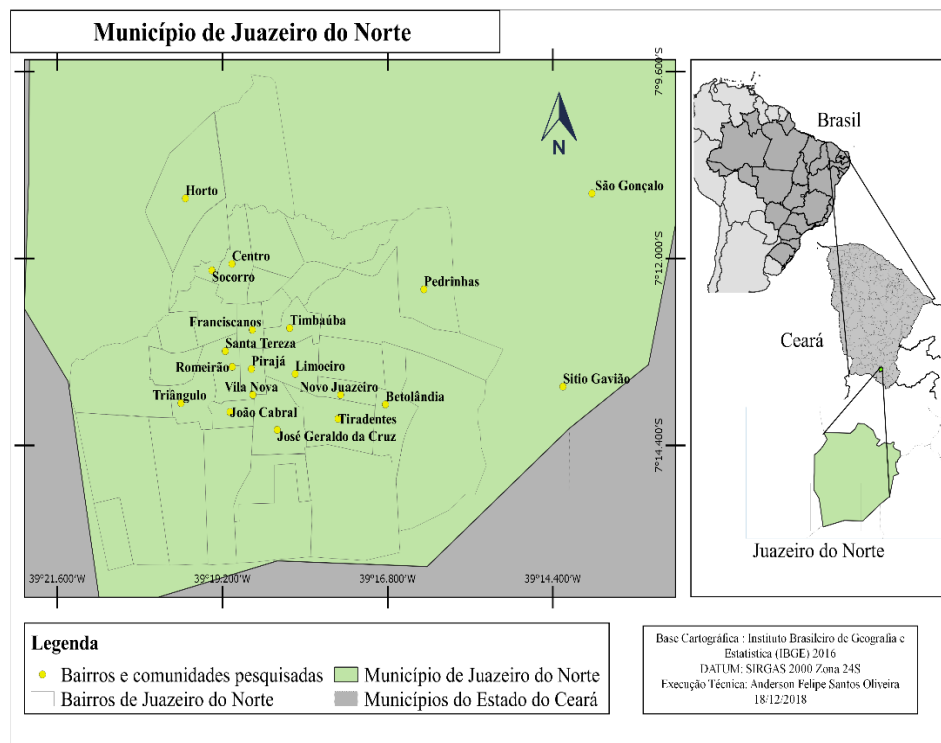 Município de Juazeiro do Norte
7°9.600'S
Brasil
N
São Gonçalo
Horto
Centro
7°12.000'S
Socorro
Pedrinhas
Franciscanos
Timbaúba
Ceará
Santa Tereza
Romeirão
Pirajá
Limoeiro
Sitio Gavião
Triângulo
Vila Nova
Novo Juazeiro
Betolândia
João Cabral
Tiradentes
José Geraldo da Cruz
7°14.400'S
Juazeiro do Norte
39°21.600'W
39°19.200'W
39°16.800'W
39°14.400'W
Legenda
Bairros e comunidades pesquisadas
Município de Juazeiro do Norte
Bairros de Juazeiro do Norte
Municípios do Estado do Ceará
Base Cartográfica : Instituto Brasileiro de Geografia e
Estatística (IBGE) 2016
DATUM: SIRGAS 2000 Zona 24S
Execução Técnica: Anderson Felipe Santos Oliveira
18/12/2018